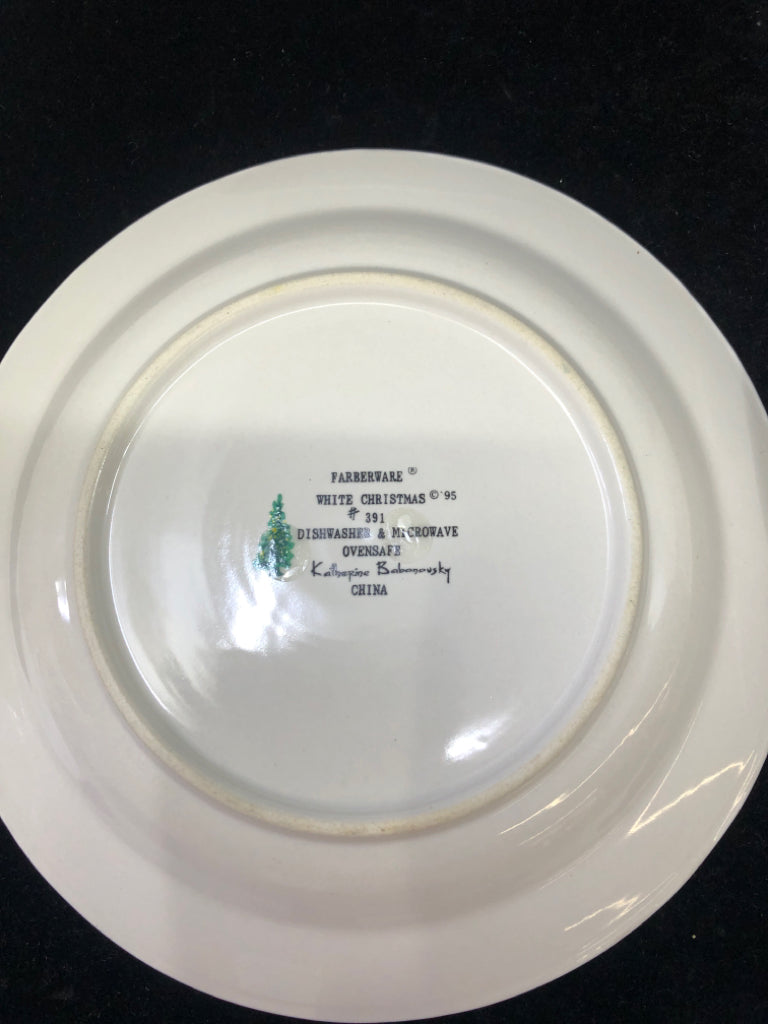 FARBERWARE ®
WHITE CHRISTMAS © '95
# 391
DISHWASHER & MICROWAVE
OVENSAFE
Katherine Babanovsky
CHINA